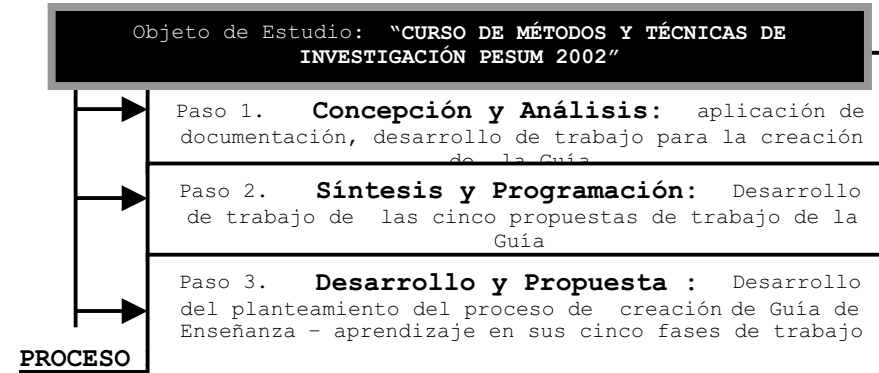 Objeto de Estudio: “CURSO DE MÉTODOS Y TÉCNICAS DE
INVESTIGACIÓN PESUM 2002”
Paso 1. Concepción y Análisis: aplicación de
documentación, desarrollo de trabajo para la creación
de la Guía
Paso 2. Síntesis y Programación: Desarrollo
de trabajo de las cinco propuestas de trabajo de la
Guía
Paso 3. Desarrollo y Propuesta : Desarrollo
del planteamiento del proceso de creación de Guía de
Enseñanza – aprendizaje en sus cinco fases de trabajo
PROCESO